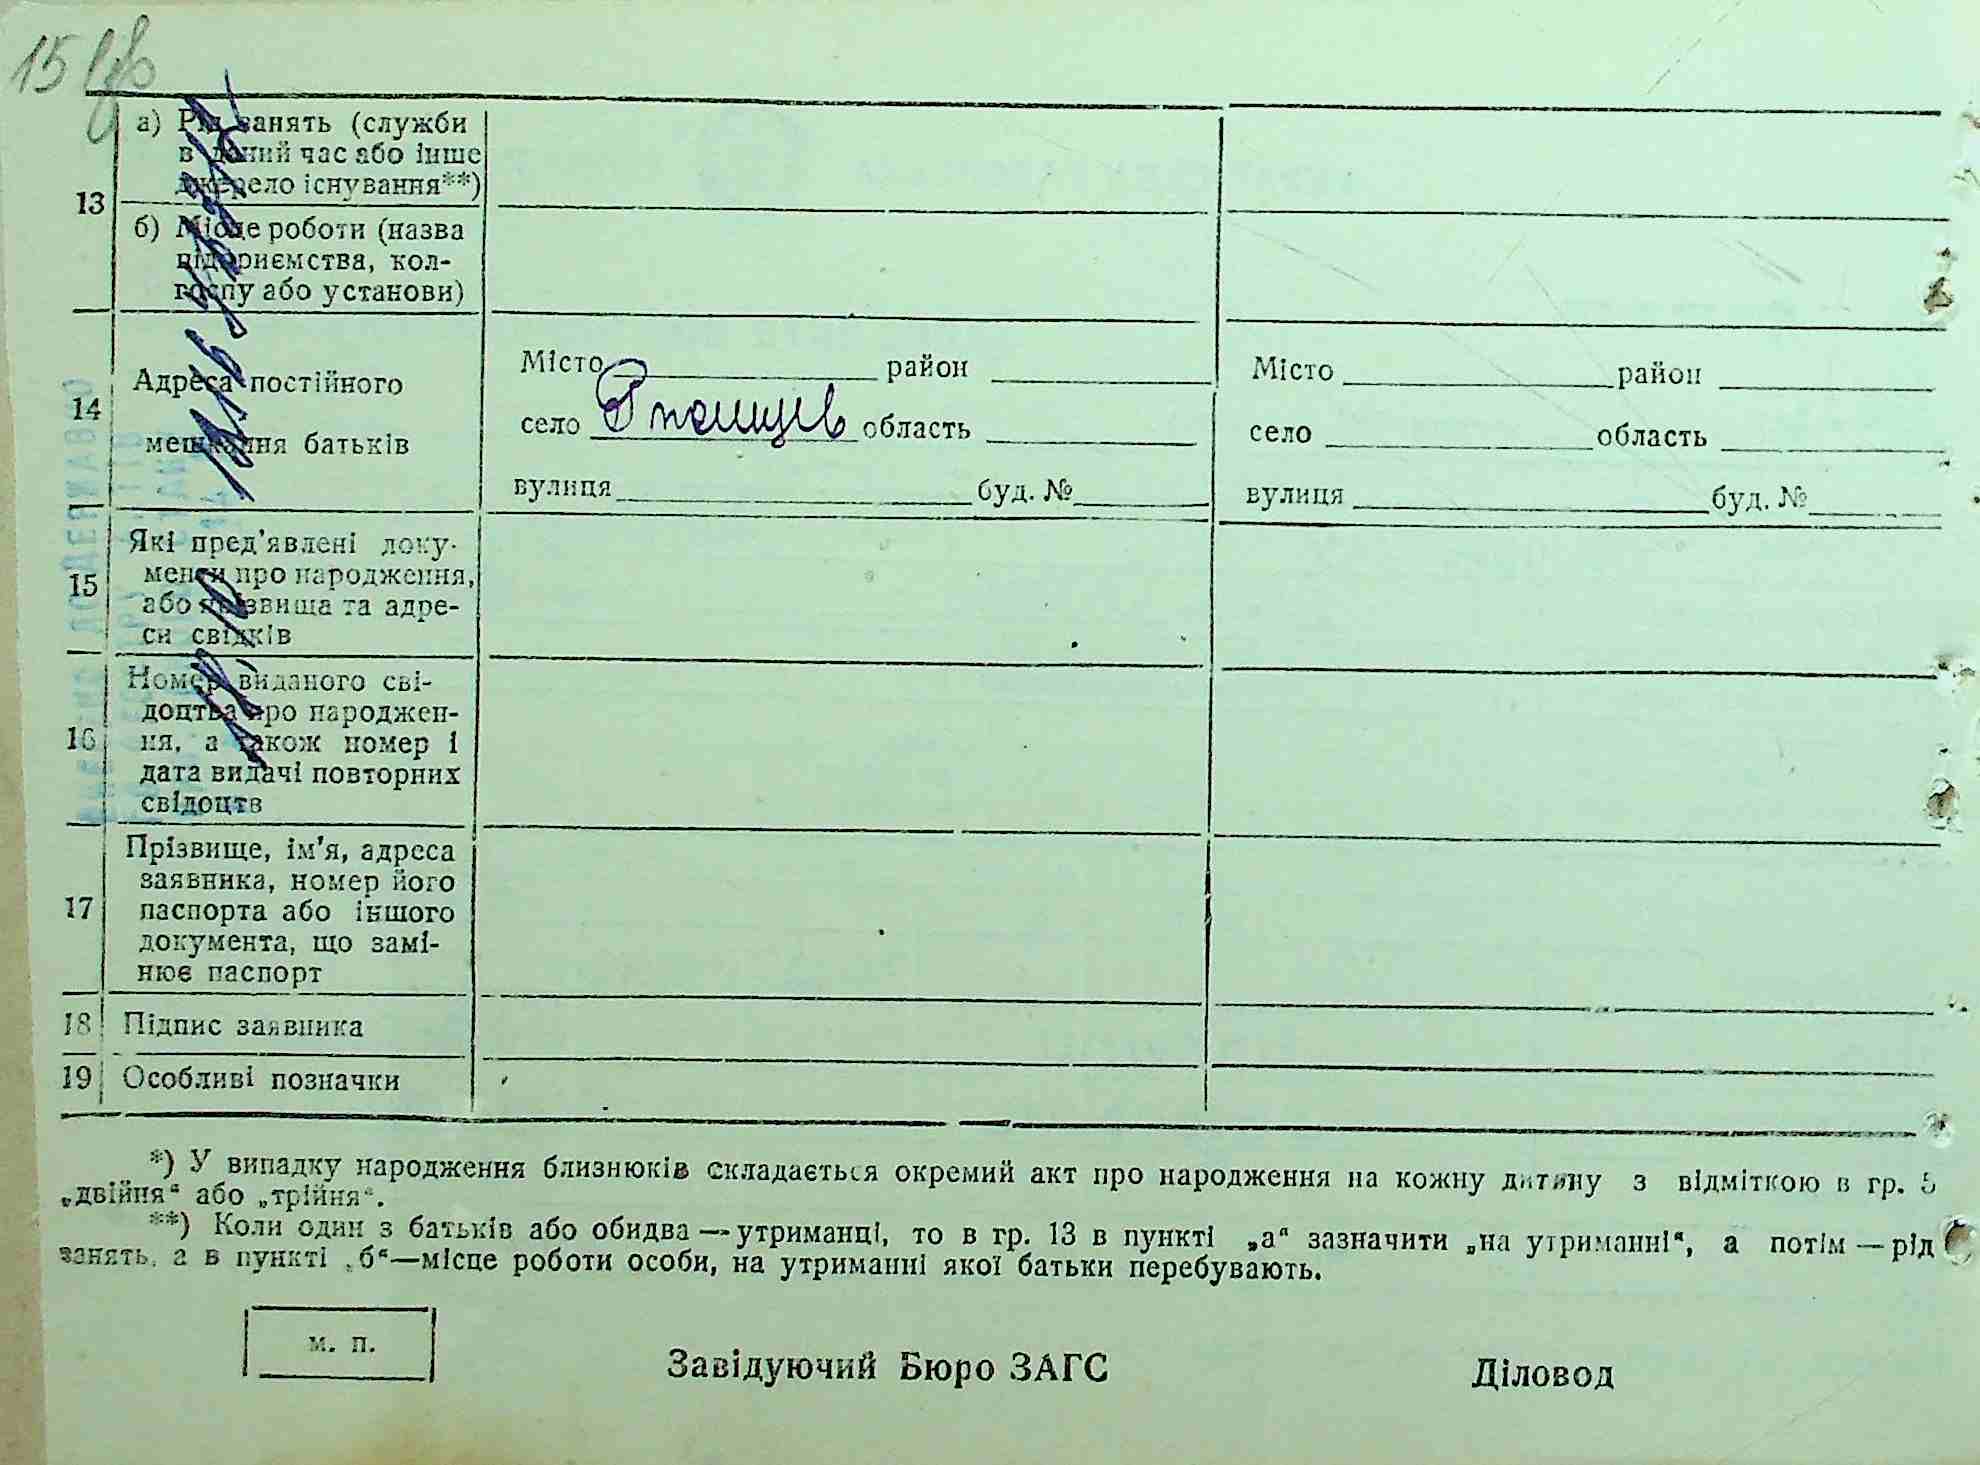 13
а) Рід занять (служби
в даний час або інше
джерело існування**)
б) Місце роботи (назва
підприємства, кол-
госпу або установи)
14
Адреса постійного
мешкання батьків
Місто район
село область
вулиця буд. №
Місто район
село область
вулиця буд. №
15
Які пред'явлені доку-
менти про народження,
або прізвища та адре-
си свідків
16
Номер виданого сві-
доцтва про народжен-
ня, а також номер і
дата видачі повторних
свідоцтв
17
Прізвище, ім'я, адреса
заявника, номер його
паспорта або іншого
документа, що замі-
нює паспорт
18 Підпис заявника
19 Особливі позначки
*) У випадку народження близнюків складається окремий акт про народження на кожну дитину з відміткою в гр. 5
„двійня“ або „трійня“.
**) Коли один з батьків або обидва — утриманці, то в гр. 13 в пункті „а“ зазначити „на утриманні“, а потім — рід
занять, а в пункті „б“—місце роботи особи, на утриманні якої батьки перебувають.
м. п.
Завідуючий Бюро ЗАГС Діловод